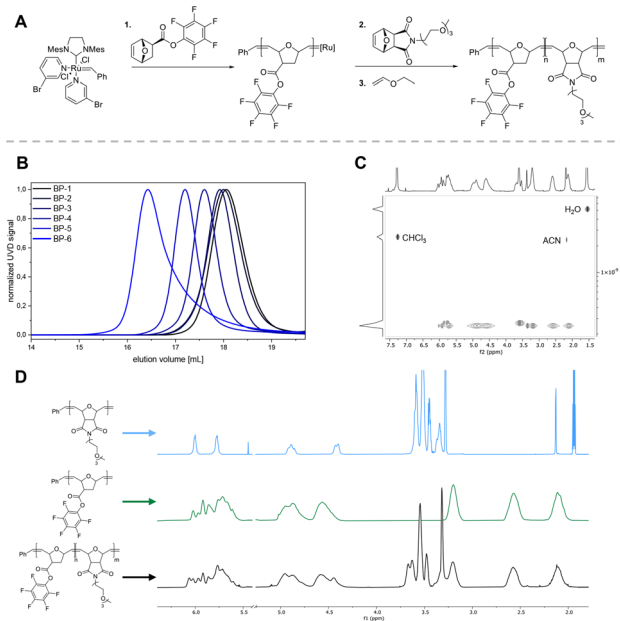 A
1.
2.
3.
Mes
N
N
Mes
Cl
Ru
Ph
Cl
N
Br
N
Br
O
O
O
F
F
F
F
F
Ph
O
[Ru]
O
O
F
F
F
F
F
O
O
N
O
O
3
O
Ph
O
n
O
m
O
O
F
F
F
F
F
O
N
O
O
3
B
BP-1
BP-2
BP-3
BP-4
BP-5
BP-6
normalized UVD signal
1,0
0,8
0,6
0,4
0,2
0,0
14
15
16
17
18
19
elution volume [mL]
C
H₂O
CHCl₃
ACN
1×10⁻⁹
7.5
7.0
6.5
6.0
5.5
5.0
4.5
4.0
3.5
3.0
2.5
2.0
1.5
f2 (ppm)
D
Ph
O
O
N
O
O
3
Ph
O
O
O
F
F
F
F
F
Ph
O
n
O
m
O
O
F
F
F
F
F
O
N
O
O
3
6.0
5.5
5.0
4.5
4.0
3.5
3.0
2.5
2.0
f1 (ppm)